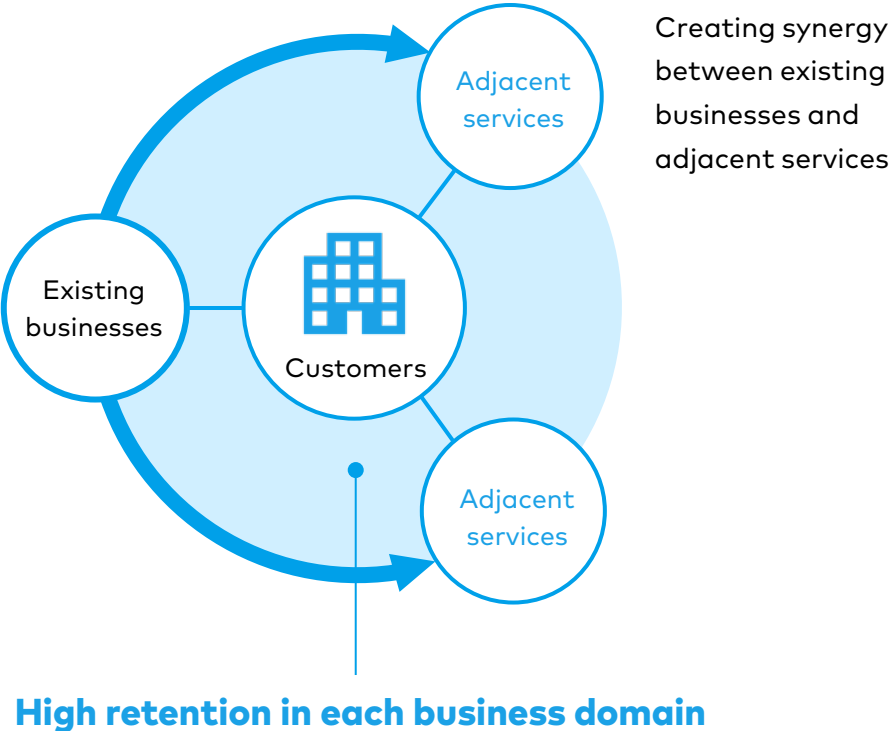 Creating synergy
between existing
businesses and
adjacent services
Adjacent
services
Existing
businesses
Customers
Adjacent
services
High retention in each business domain